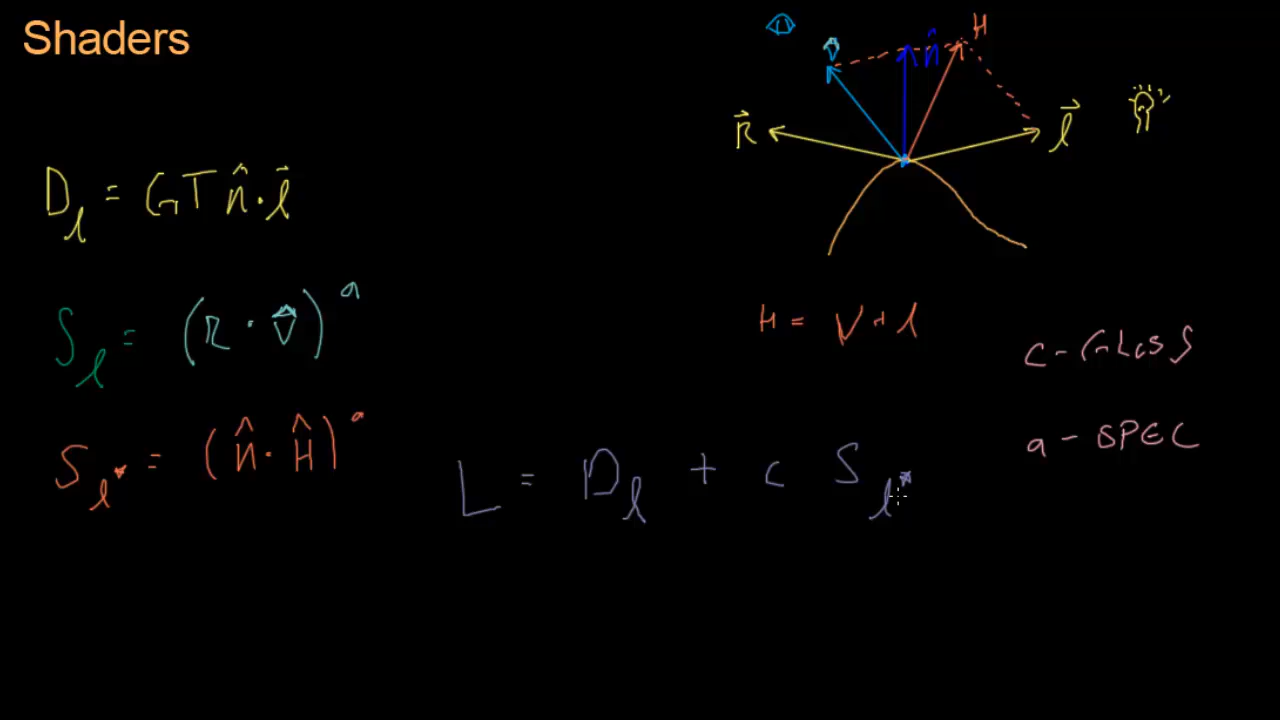 Shaders
H
V̂ n̂
R⃗ l⃗
D_l = GT n̂ · l⃗
S_l = (R · V̂)^a
H = V + l
C - GLOSS
a - SPEC
S_l* = (n̂ · Ĥ)^a
L = D_l + C S_l*